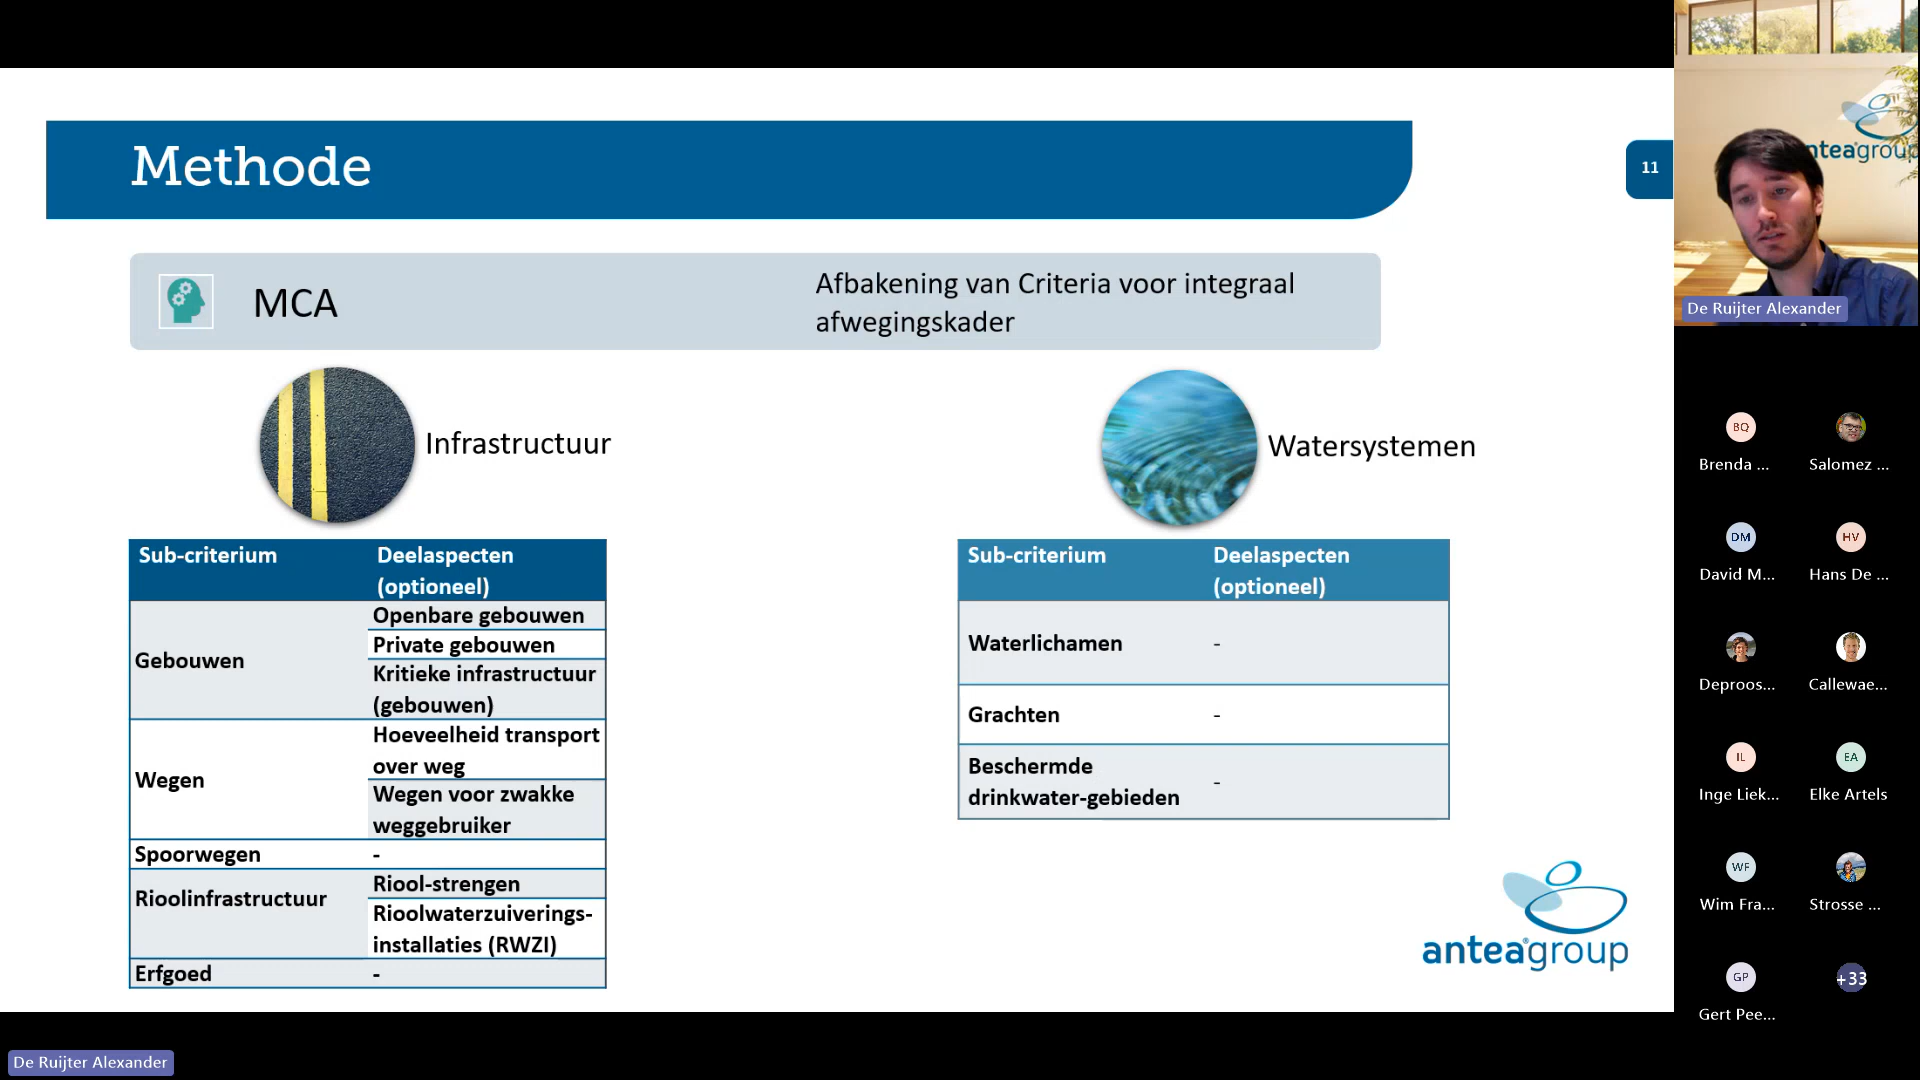 Methode
11
MCA
Afbakening van Criteria voor integraal
afwegingskader
Infrastructuur
Watersystemen
Sub-criterium Deelaspecten
(optioneel)
Gebouwen
Openbare gebouwen
Private gebouwen
Kritieke infrastructuur
(gebouwen)
Wegen
Hoeveelheid transport
over weg
Wegen voor zwakke
weggebruiker
Spoorwegen -
Rioolinfrastructuur
Riool-strengen
Rioolwaterzuiverings-
installaties (RWZI)
Erfgoed -
Sub-criterium Deelaspecten
(optioneel)
Waterlichamen -
Grachten -
Beschermde
drinkwater-gebieden -
anteagroup
De Ruijter Alexander
anteagroup
De Ruijter Alexander
BQ
Brenda ... Salomez ...
DM HV
David M... Hans De ...
Deproos... Callewae...
IL EA
Inge Liek... Elke Artels
WF
Wim Fra... Strosse ...
GP +33
Gert Pee...